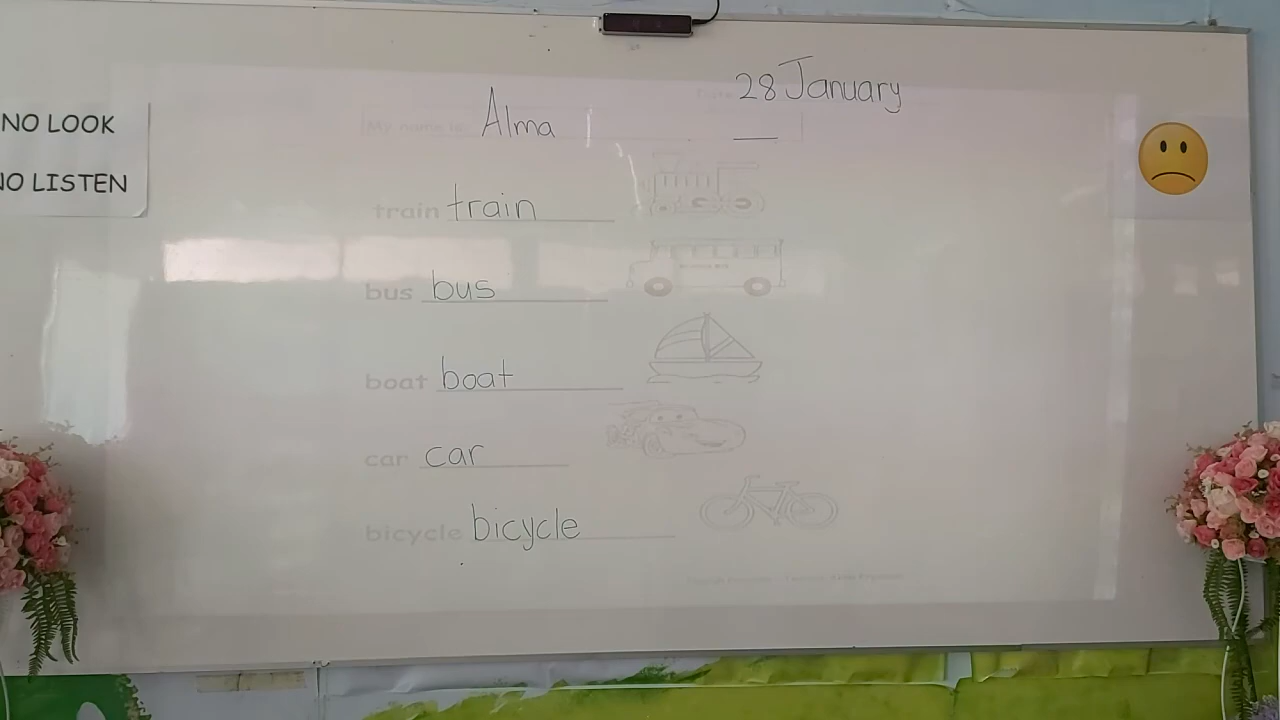 28 January
My name is Alma
NO LOOK
NO LISTEN
train train
bus bus
boat boat
car car
bicycle bicycle